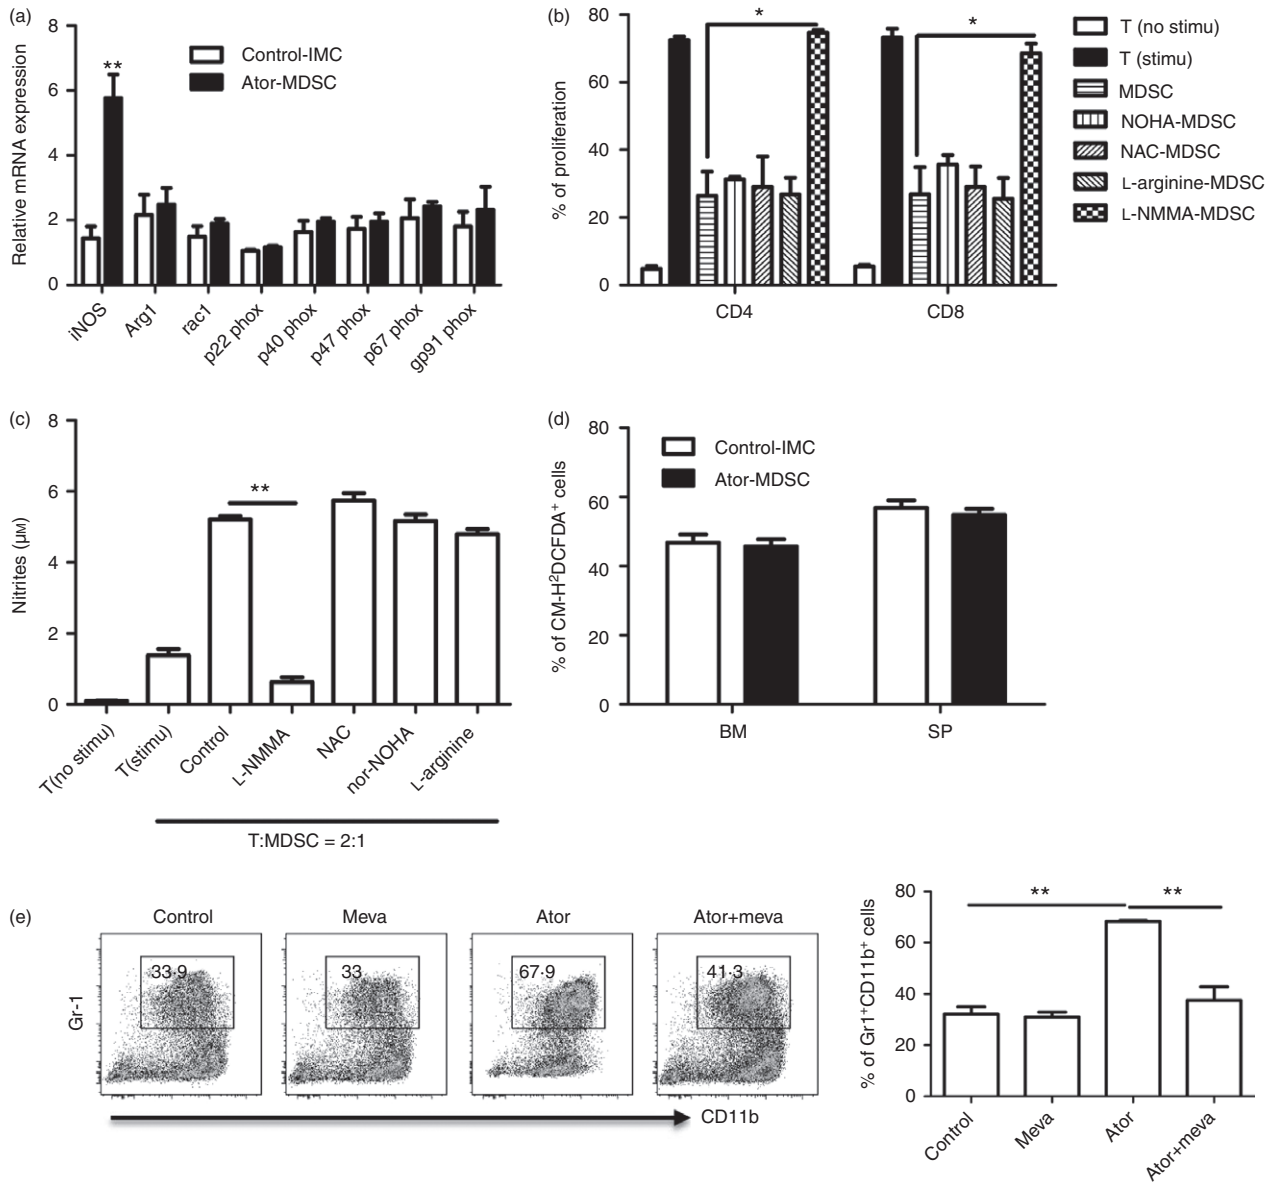 (a)
8
6
4
2
0
Relative mRNA expression
**
Control-IMC
Ator-MDSC
iNOS
Arg1
rac1
p22 phox
p40 phox
p47 phox
p67 phox
gp91 phox
(b)
80
60
40
20
0
% of proliferation
*
*
CD4
CD8
T (no stimu)
T (stimu)
MDSC
NOHA-MDSC
NAC-MDSC
L-arginine-MDSC
L-NMMA-MDSC
(c)
8
6
4
2
0
Nitrites (μM)
**
T(no stimu)
T(stimu)
Control
L-NMMA
NAC
nor-NOHA
L-arginine
T:MDSC = 2:1
(d)
80
60
40
20
0
% of CM-H²DCFDA⁺ cells
Control-IMC
Ator-MDSC
BM
SP
(e)
Control
Meva
Ator
Ator+meva
33·9
33
67·9
41·3
Gr-1
CD11b
80
60
40
20
0
% of Gr1⁺CD11b⁺ cells
**
**
Control
Meva
Ator
Ator+meva